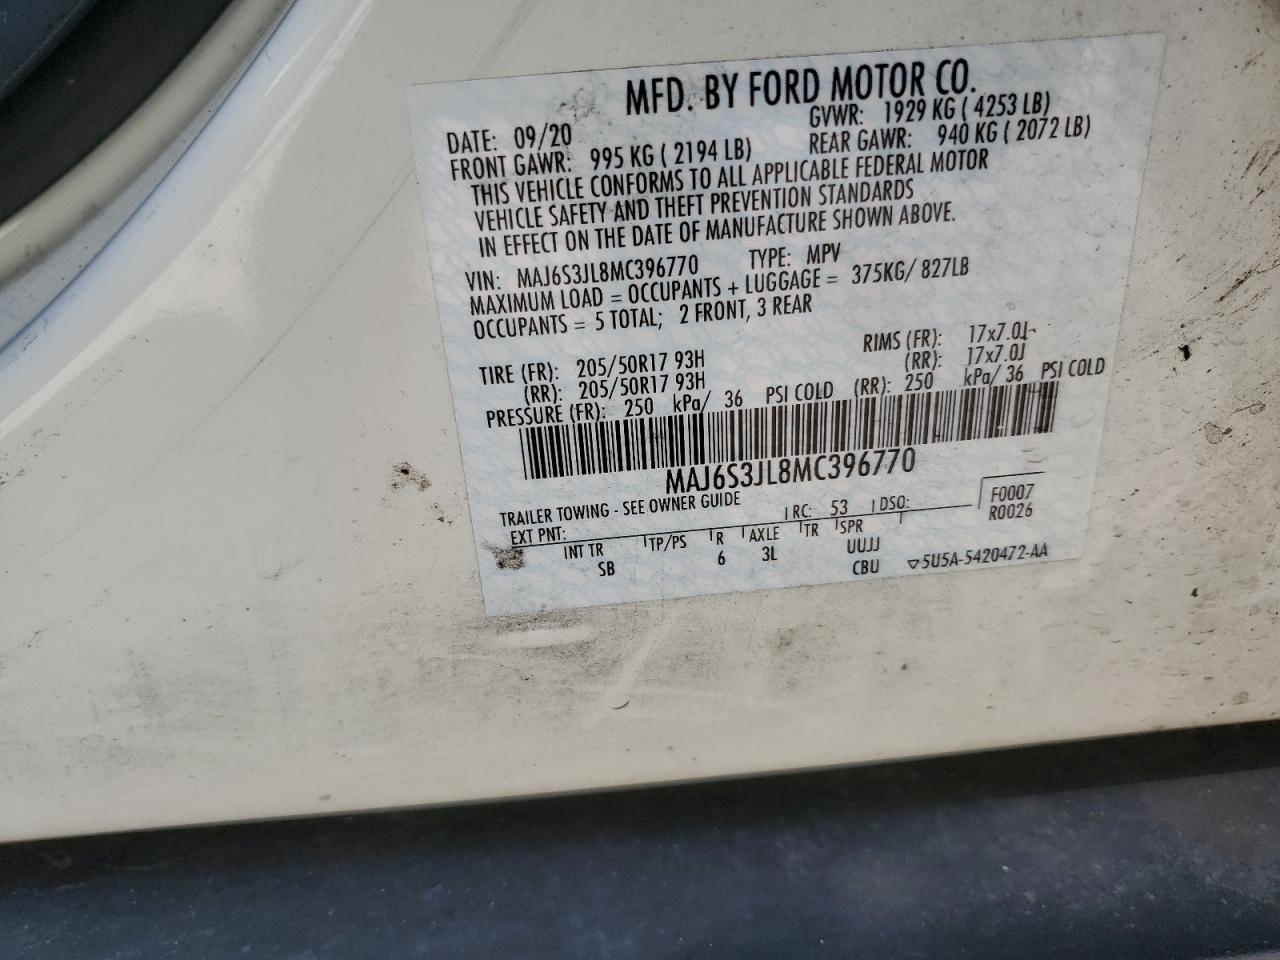 MFD. BY FORD MOTOR CO.
DATE: 09/20 GVWR: 1929 KG ( 4253 LB)
FRONT GAWR: 995 KG ( 2194 LB) REAR GAWR: 940 KG ( 2072 LB)
THIS VEHICLE CONFORMS TO ALL APPLICABLE FEDERAL MOTOR
VEHICLE SAFETY AND THEFT PREVENTION STANDARDS
IN EFFECT ON THE DATE OF MANUFACTURE SHOWN ABOVE.
VIN: MAJ6S3JL8MC396770 TYPE: MPV
MAXIMUM LOAD = OCCUPANTS + LUGGAGE = 375KG/ 827LB
OCCUPANTS = 5 TOTAL; 2 FRONT, 3 REAR
TIRE (FR): 205/50R17 93H RIMS (FR): 17x7.0J
(RR): 205/50R17 93H (RR): 17x7.0J
PRESSURE (FR): 250 kPa/ 36 PSI COLD (RR): 250 kPa/ 36 PSI COLD
MAJ6S3JL8MC396770
TRAILER TOWING - SEE OWNER GUIDE
EXT PNT: RC: 53 DSO: F0007
R0026
INT TR TP/PS R AXLE TR SPR
SB 6 3L UUJJ
CBU ▽5U5A-5420472-AA